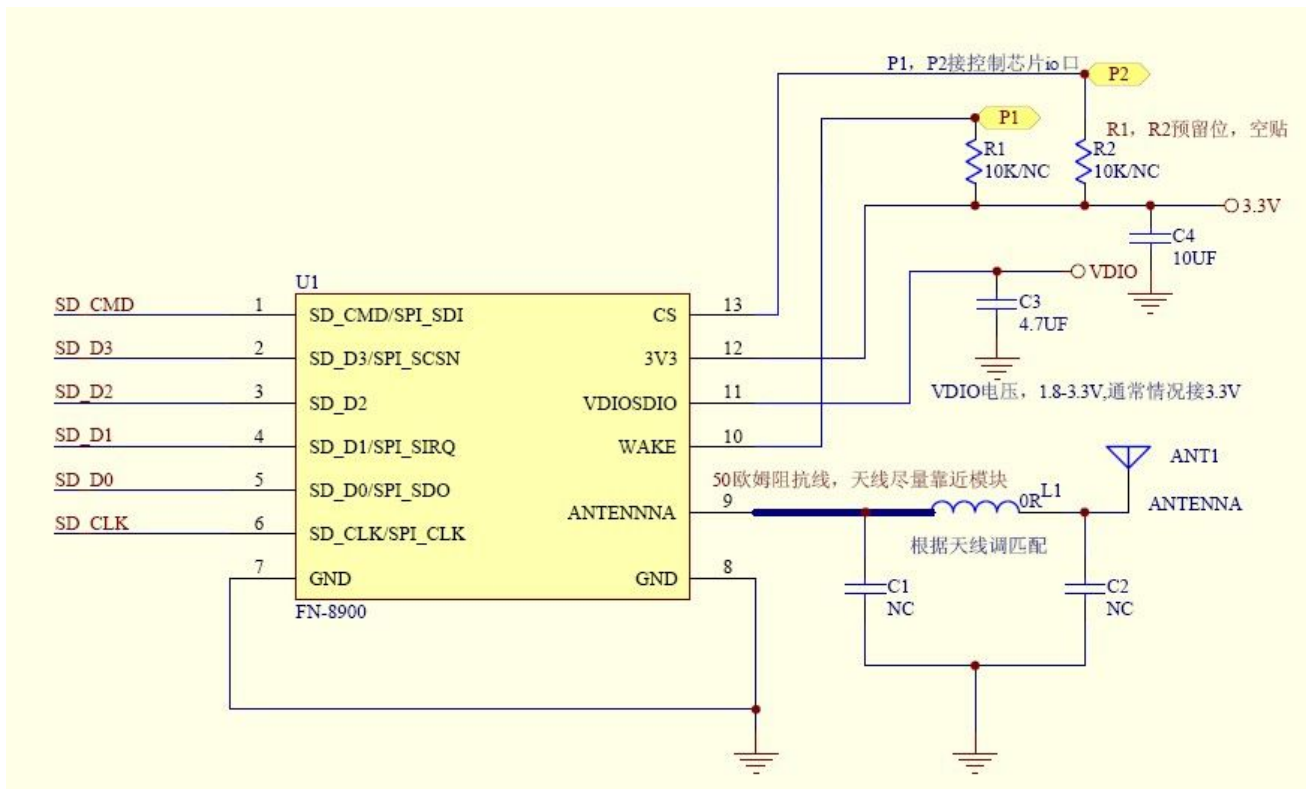 P1，P2接控制芯片io口
P2
P1
R1，R2预留位，空贴
R1
10K/NC
R2
10K/NC
3.3V
C4
10UF
VDIO
C3
4.7UF
VDIO电压，1.8-3.3V,通常情况接3.3V
U1
SD_CMD 1 SD_CMD/SPI_SDI
CS 13
SD_D3 2 SD_D3/SPI_SCSN
3V3 12
SD_D2 3 SD_D2
VDIOSDIO 11
SD_D1 4 SD_D1/SPI_SIRQ
WAKE 10
SD_D0 5 SD_D0/SPI_SDO
ANTENNNA 9
SD_CLK 6 SD_CLK/SPI_CLK
7 GND
GND 8
FN-8900
50欧姆阻抗线，天线尽量靠近模块
0R L1
根据天线调匹配
ANT1
ANTENNA
C1
NC
C2
NC